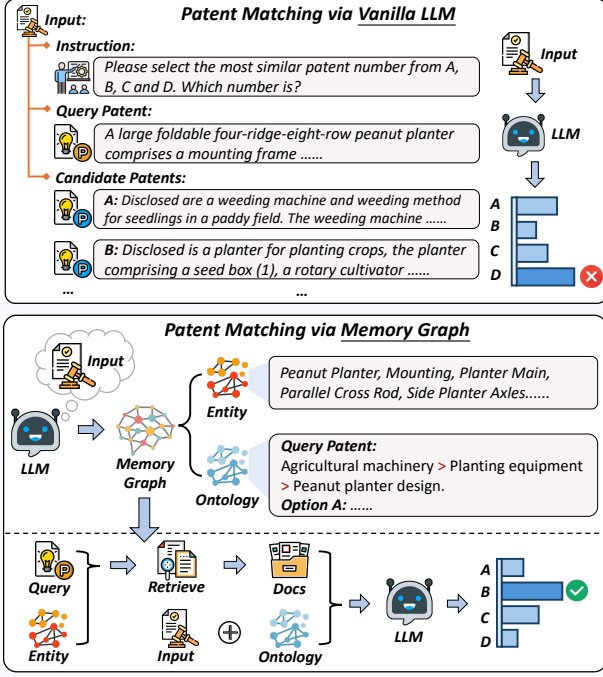 Patent Matching via Vanilla LLM
Input:
Instruction:
Please select the most similar patent number from A,
B, C and D. Which number is?
Query Patent:
A large foldable four-ridge-eight-row peanut planter
comprises a mounting frame ......
P
Candidate Patents:
A: Disclosed are a weeding machine and weeding method
for seedlings in a paddy field. The weeding machine ......
P
B: Disclosed is a planter for planting crops, the planter
comprising a seed box (1), a rotary cultivator ......
P
...
...
Input
LLM
A
B
C
D
Patent Matching via Memory Graph
Input
LLM
Memory
Graph
Entity
Peanut Planter, Mounting, Planter Main,
Parallel Cross Rod, Side Planter Axles......
Ontology
Query Patent:
Agricultural machinery > Planting equipment
> Peanut planter design.
Option A: ......
P
Query
Retrieve
Docs
Entity
Input
Ontology
LLM
A
B
C
D